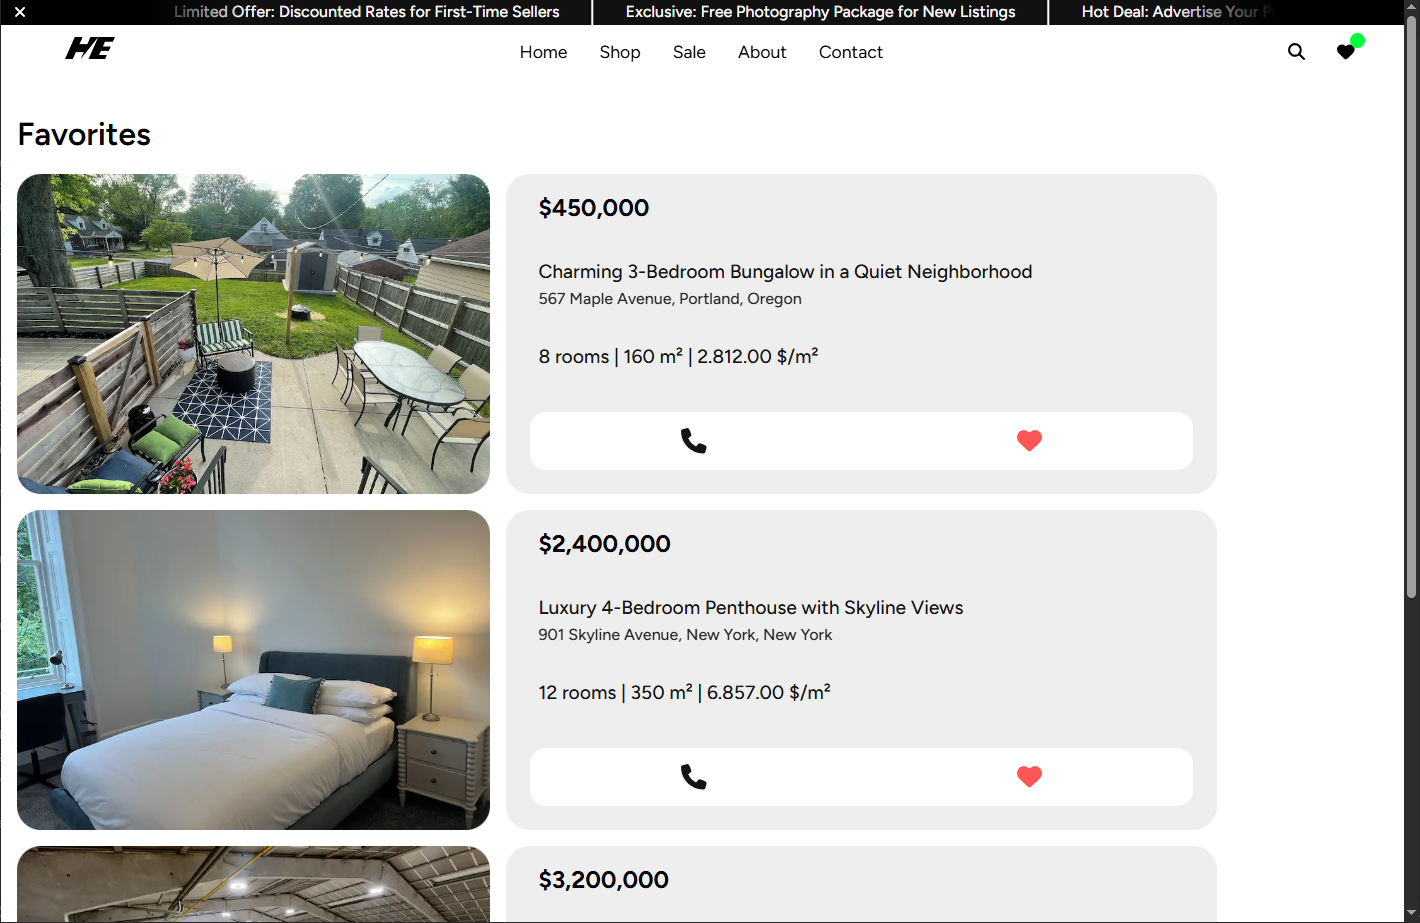 Limited Offer: Discounted Rates for First-Time Sellers
Exclusive: Free Photography Package for New Listings
Hot Deal: Advertise Your
HE
Home Shop Sale About Contact
Favorites
$450,000
Charming 3-Bedroom Bungalow in a Quiet Neighborhood
567 Maple Avenue, Portland, Oregon
8 rooms | 160 m² | 2.812.00 $/m²
$2,400,000
Luxury 4-Bedroom Penthouse with Skyline Views
901 Skyline Avenue, New York, New York
12 rooms | 350 m² | 6.857.00 $/m²
$3,200,000